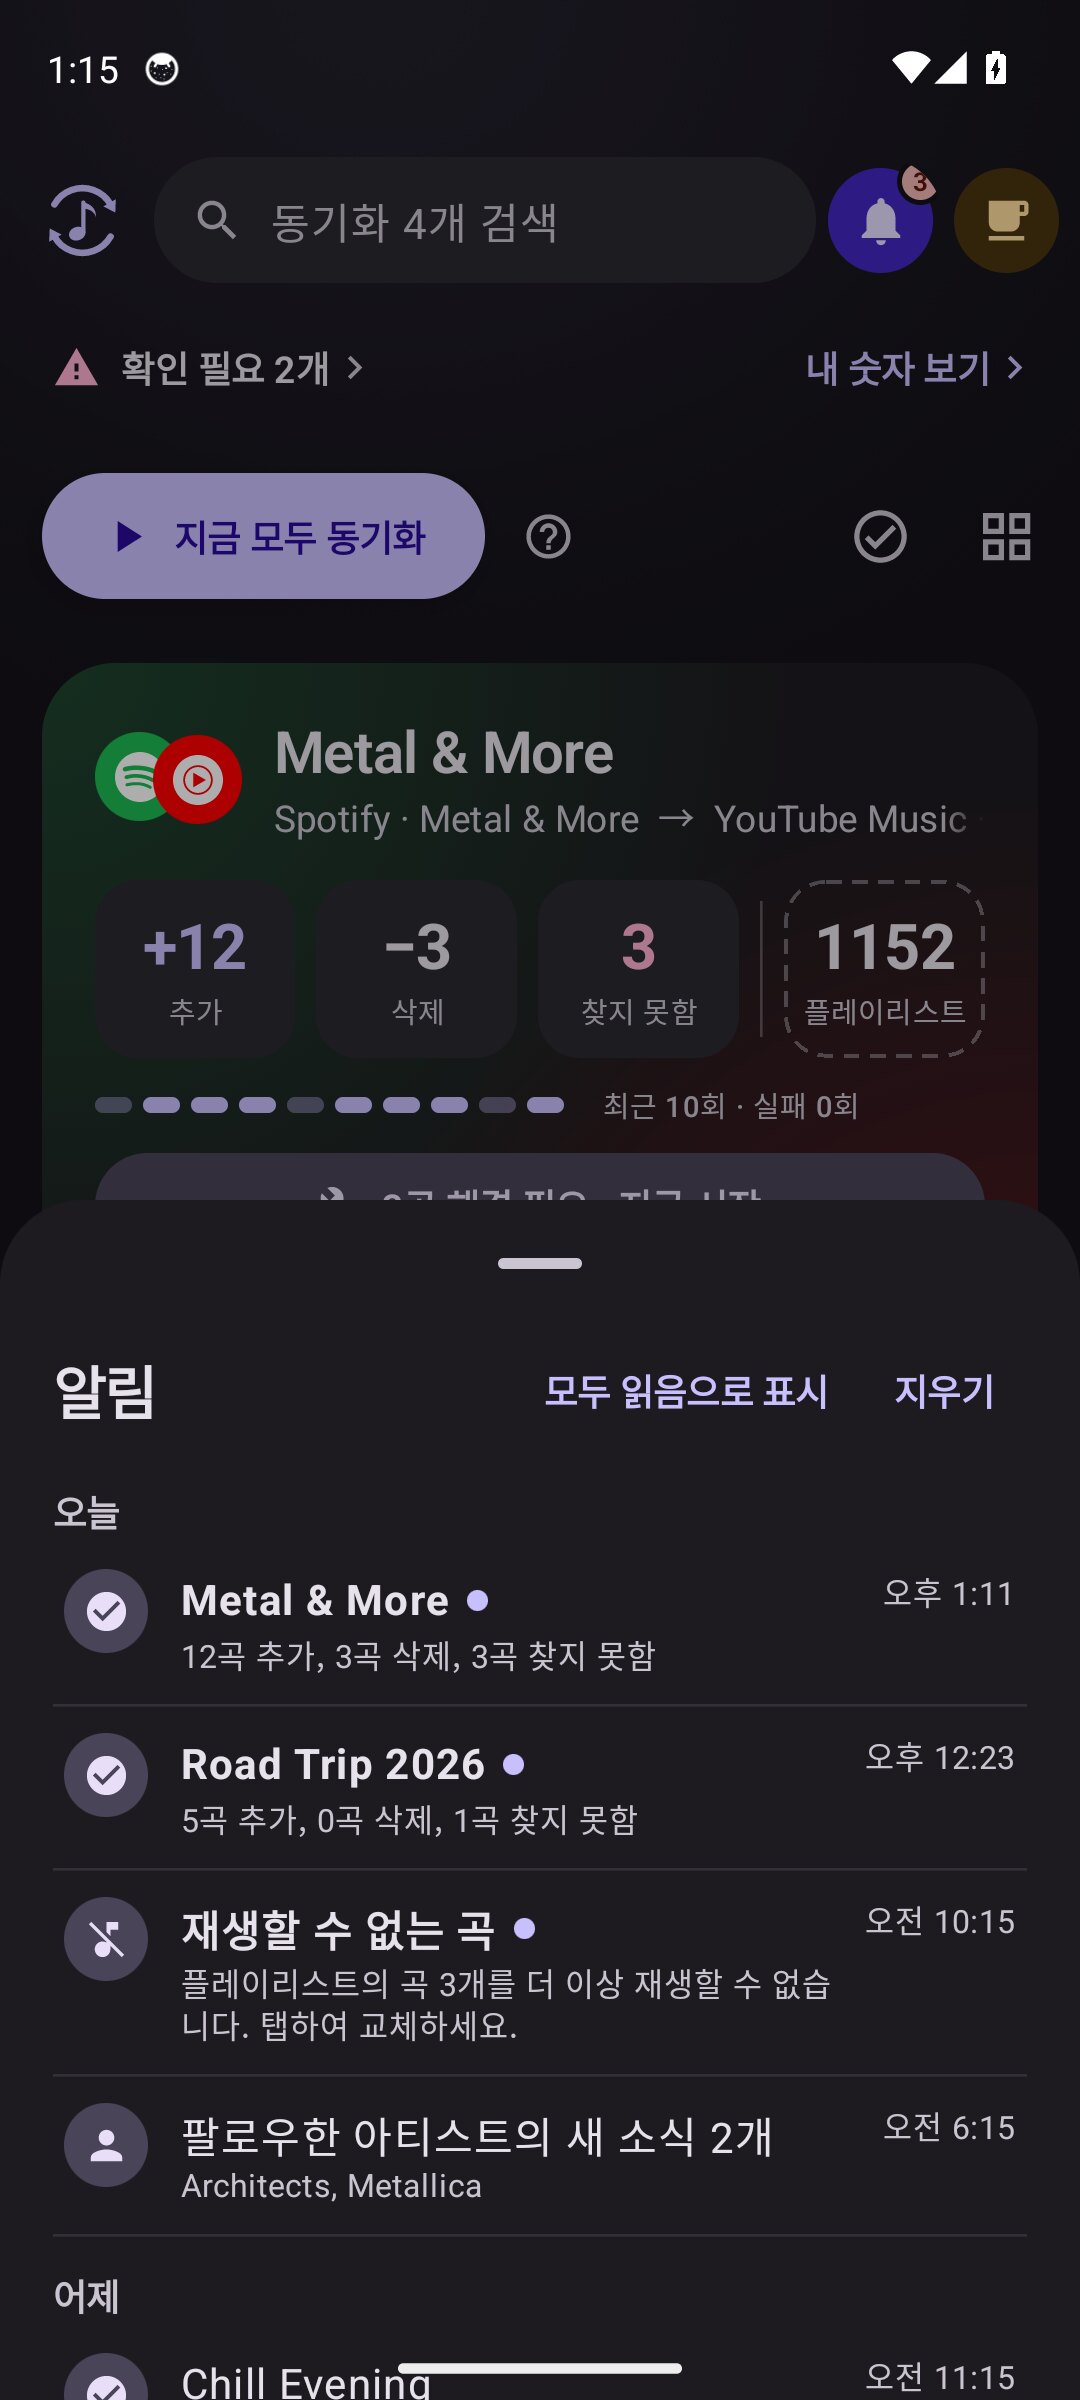 1:15
동기화 4개 검색
3
확인 필요 2개
내 숫자 보기
지금 모두 동기화
Metal & More
Spotify · Metal & More → YouTube Music
+12
추가
−3
삭제
3
찾지 못함
1152
플레이리스트
최근 10회 · 실패 0회
알림
모두 읽음으로 표시
지우기
오늘
Metal & More
오후 1:11
12곡 추가, 3곡 삭제, 3곡 찾지 못함
Road Trip 2026
오후 12:23
5곡 추가, 0곡 삭제, 1곡 찾지 못함
재생할 수 없는 곡
오전 10:15
플레이리스트의 곡 3개를 더 이상 재생할 수 없습
니다. 탭하여 교체하세요.
팔로우한 아티스트의 새 소식 2개
오전 6:15
Architects, Metallica
어제
Chill Evening
오전 11:15